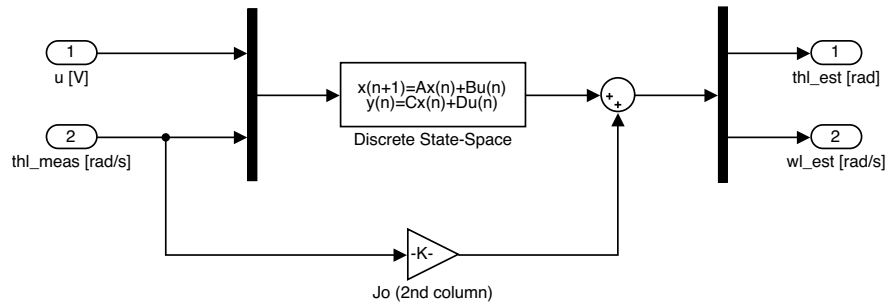 1
u [V]
2
thl_meas [rad/s]
x(n+1)=Ax(n)+Bu(n)
y(n)=Cx(n)+Du(n)
Discrete State-Space
-K-
Jo (2nd column)
+
+
1
thl_est [rad]
2
wl_est [rad/s]